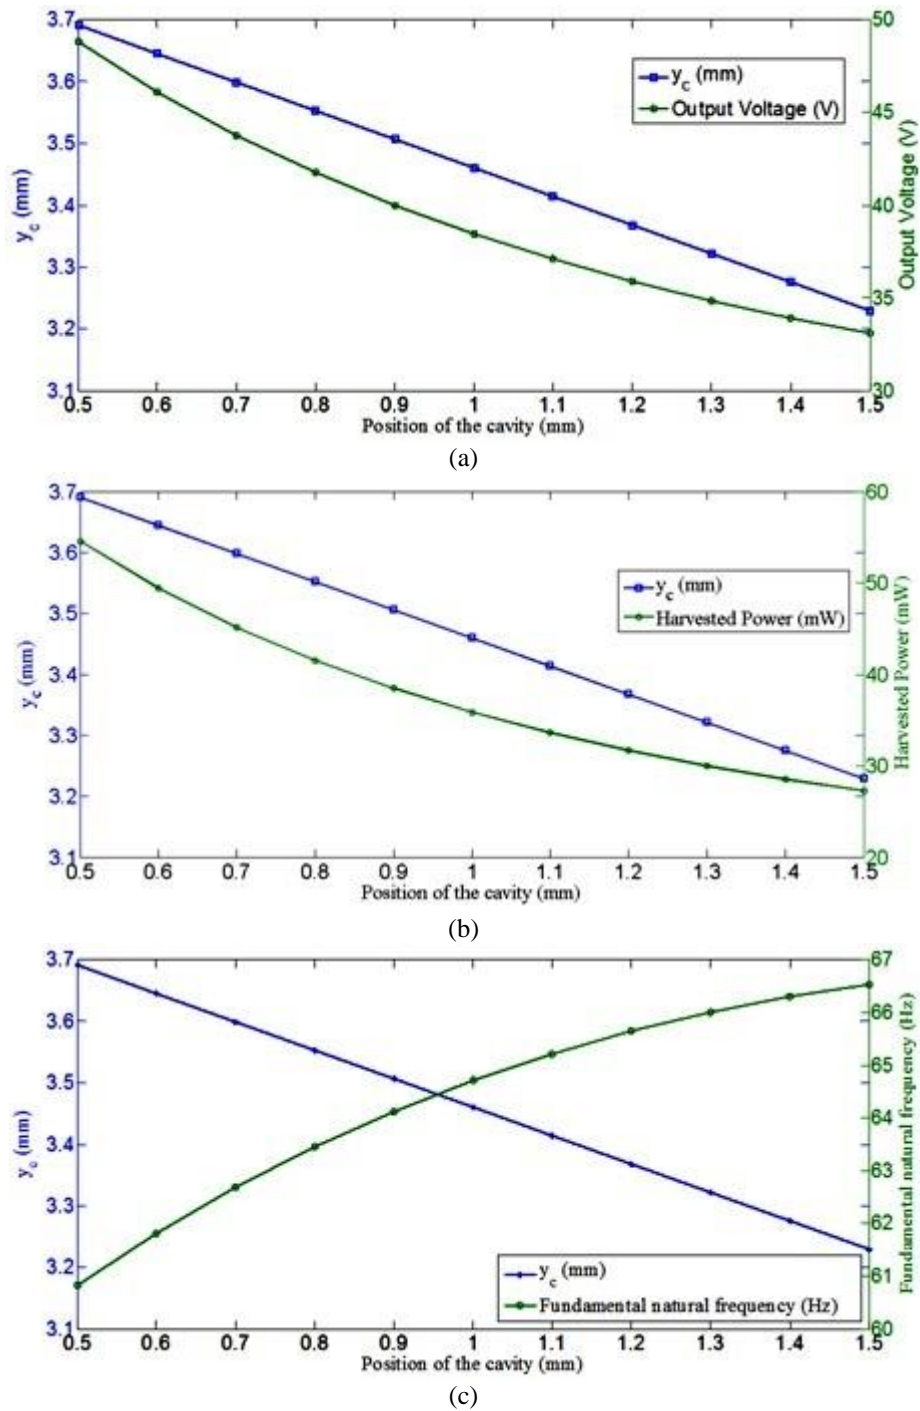 3.7
3.6
3.5
3.4
3.3
3.2
3.1
y_c (mm)
50
45
40
35
30
Output Voltage (V)
y_c (mm)
Output Voltage (V)
0.5 0.6 0.7 0.8 0.9 1 1.1 1.2 1.3 1.4 1.5
Position of the cavity (mm)
(a)
3.7
3.6
3.5
3.4
3.3
3.2
3.1
y_c (mm)
60
50
40
30
20
Harvested Power (mW)
y_c (mm)
Harvested Power (mW)
0.5 0.6 0.7 0.8 0.9 1 1.1 1.2 1.3 1.4 1.5
Position of the cavity (mm)
(b)
3.7
3.6
3.5
3.4
3.3
3.2
3.1
y_c (mm)
67
66
65
64
63
62
61
60
Fundamental natural frequency (Hz)
y_c (mm)
Fundamental natural frequency (Hz)
0.5 0.6 0.7 0.8 0.9 1 1.1 1.2 1.3 1.4 1.5
Position of the cavity (mm)
(c)